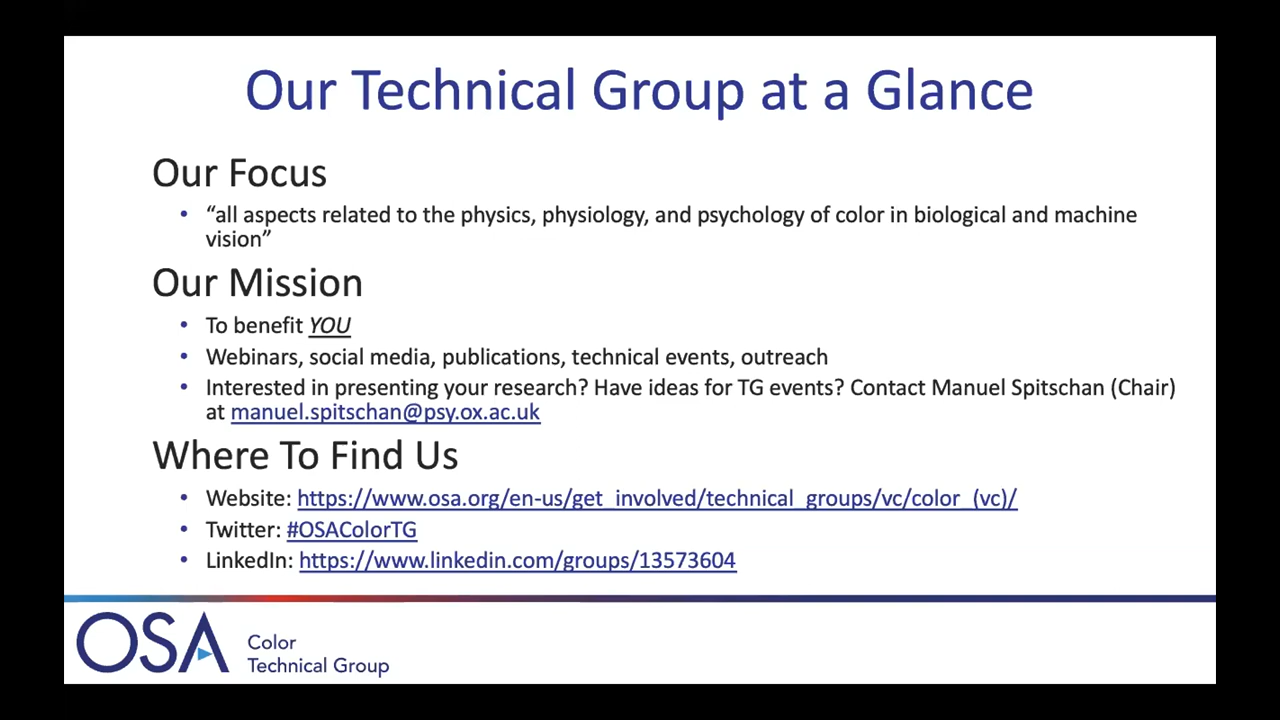 Our Technical Group at a Glance
Our Focus
• “all aspects related to the physics, physiology, and psychology of color in biological and machine
vision”
Our Mission
• To benefit YOU
• Webinars, social media, publications, technical events, outreach
• Interested in presenting your research? Have ideas for TG events? Contact Manuel Spitschan (Chair)
at manuel.spitschan@psy.ox.ac.uk
Where To Find Us
• Website: https://www.osa.org/en-us/get_involved/technical_groups/vc/color_(vc)/
• Twitter: #OSAColorTG
• LinkedIn: https://www.linkedin.com/groups/13573604
OSA
Color
Technical Group